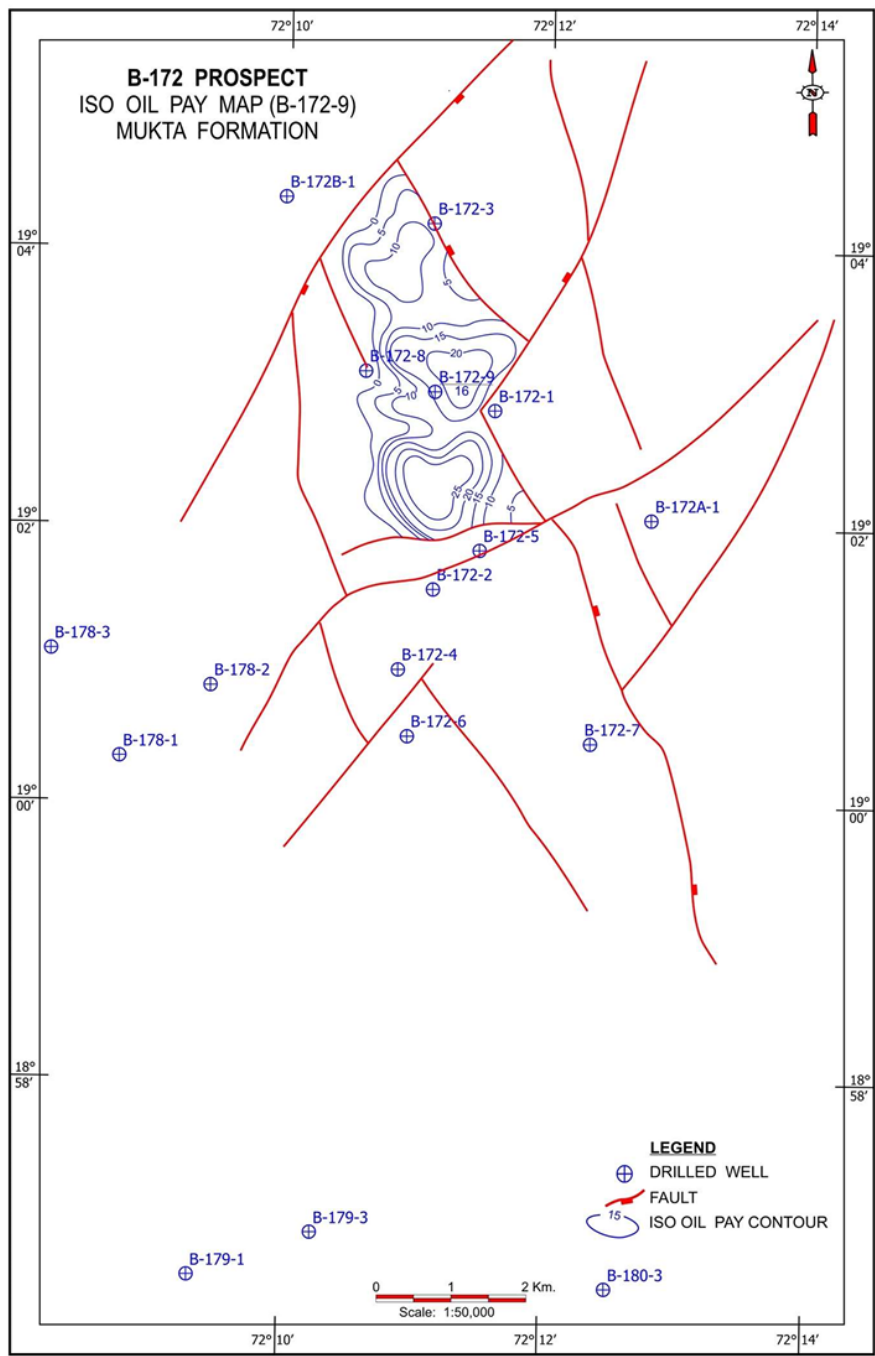 72° 10′
72° 12′
72° 14′
B-172 PROSPECT
ISO OIL PAY MAP (B-172-9)
MUKTA FORMATION
N
B-172B-1
B-172-3
0
5
10
5
19° 04′
19° 04′
10
15
20
B-172-8
B-172-9
16
0
5
10
B-172-1
25
20
15
10
5
19° 02′
19° 02′
B-172A-1
B-172-5
B-172-2
B-178-3
B-172-4
B-178-2
B-172-6
B-172-7
B-178-1
19° 00′
19° 00′
18° 58′
18° 58′
LEGEND
DRILLED WELL
FAULT
15
ISO OIL PAY CONTOUR
B-179-3
B-179-1
B-180-3
0 1 2 Km.
Scale: 1:50,000
72° 10′
72° 12′
72° 14′